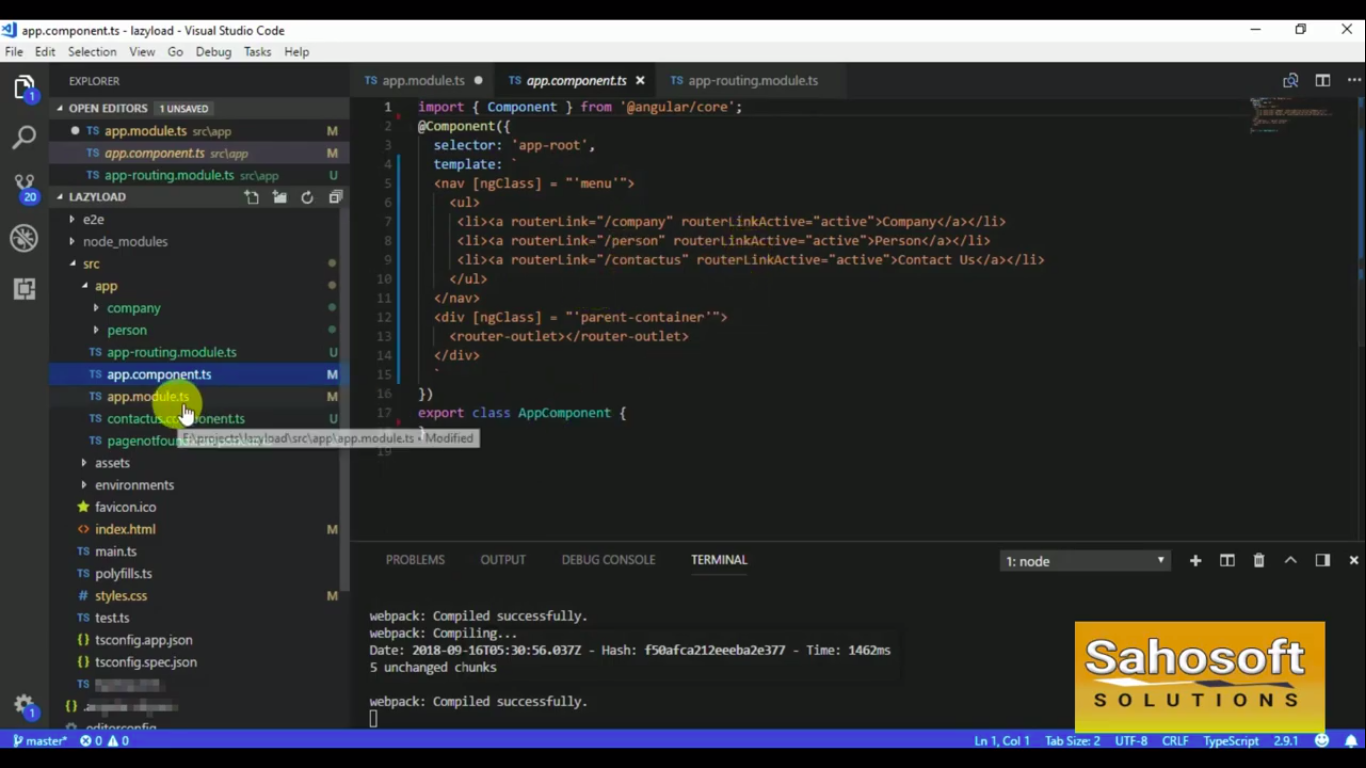 app.component.ts - lazyload - Visual Studio Code
File Edit Selection View Go Debug Tasks Help
EXPLORER
OPEN EDITORS 1 UNSAVED
TS app.module.ts src\app M
TS app.component.ts src\app M
TS app-routing.module.ts src\app U
LAZYLOAD
e2e
node_modules
src
app
company
person
TS app-routing.module.ts U
TS app.component.ts M
TS app.module.ts M
TS contactus.component.ts U
TS
E:\projects\lazyload\src\app\app.module.ts • Modified
assets
environments
favicon.ico
<> index.html M
TS main.ts
TS polyfills.ts
# styles.css M
TS test.ts
{} tsconfig.app.json
{} tsconfig.spec.json
TS
{}
.editorconfig
1
20
1
TS app.module.ts
TS app.component.ts
TS app-routing.module.ts
1 import { Component } from '@angular/core';
2 @Component({
3 selector: 'app-root',
4 template: `
5 <nav [ngClass] = "'menu'">
6 <ul>
7 <li><a routerLink="/company" routerLinkActive="active">Company</a></li>
8 <li><a routerLink="/person" routerLinkActive="active">Person</a></li>
9 <li><a routerLink="/contactus" routerLinkActive="active">Contact Us</a></li>
10 </ul>
11 </nav>
12 <div [ngClass] = "'parent-container'">
13 <router-outlet></router-outlet>
14 </div>
15 `
16 })
17 export class AppComponent {
}
19
PROBLEMS OUTPUT DEBUG CONSOLE TERMINAL
1: node
webpack: Compiled successfully.
webpack: Compiling...
Date: 2018-09-16T05:30:56.037Z - Hash: f50afca212eeeba2e377 - Time: 1462ms
5 unchanged chunks
webpack: Compiled successfully.
Sahosoft
SOLUTIONS
master* 0 0
Ln 1, Col 1 Tab Size: 2 UTF-8 CRLF TypeScript 2.9.1